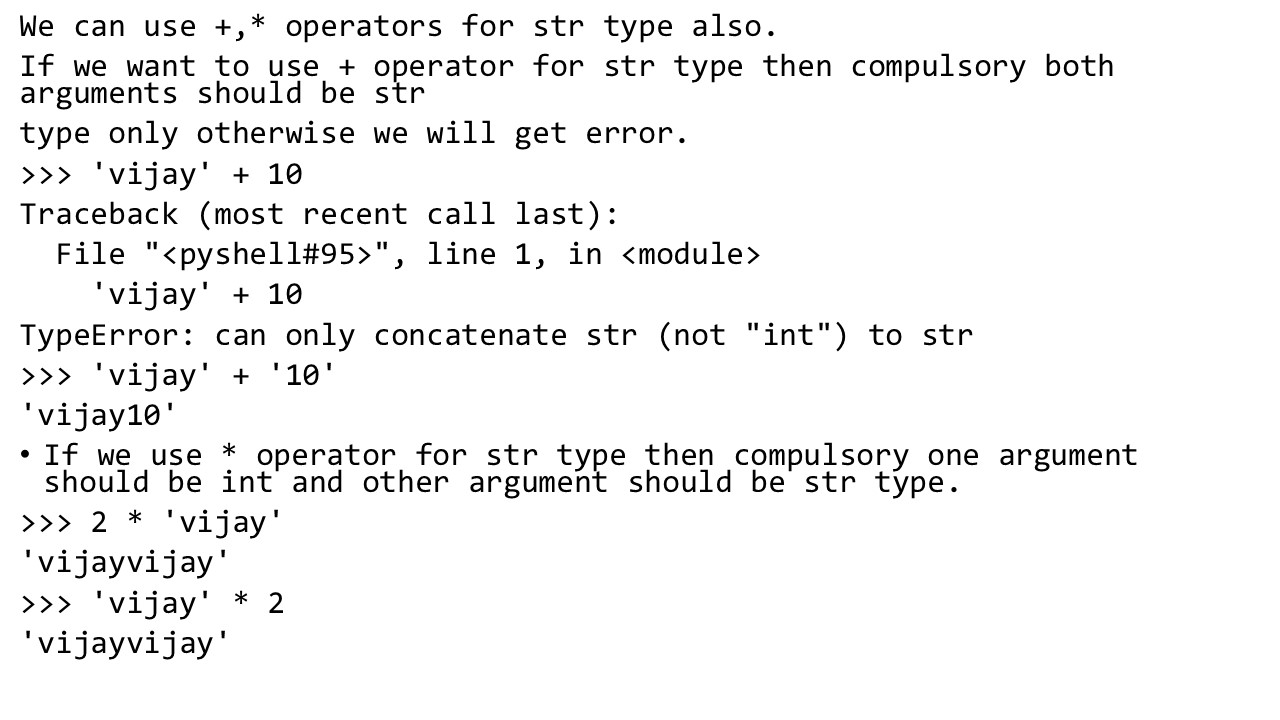 We can use +,* operators for str type also.
If we want to use + operator for str type then compulsory both
arguments should be str
type only otherwise we will get error.
>>> 'vijay' + 10
Traceback (most recent call last):
  File "<pyshell#95>", line 1, in <module>
    'vijay' + 10
TypeError: can only concatenate str (not "int") to str
>>> 'vijay' + '10'
'vijay10'
• If we use * operator for str type then compulsory one argument
should be int and other argument should be str type.
>>> 2 * 'vijay'
'vijayvijay'
>>> 'vijay' * 2
'vijayvijay'